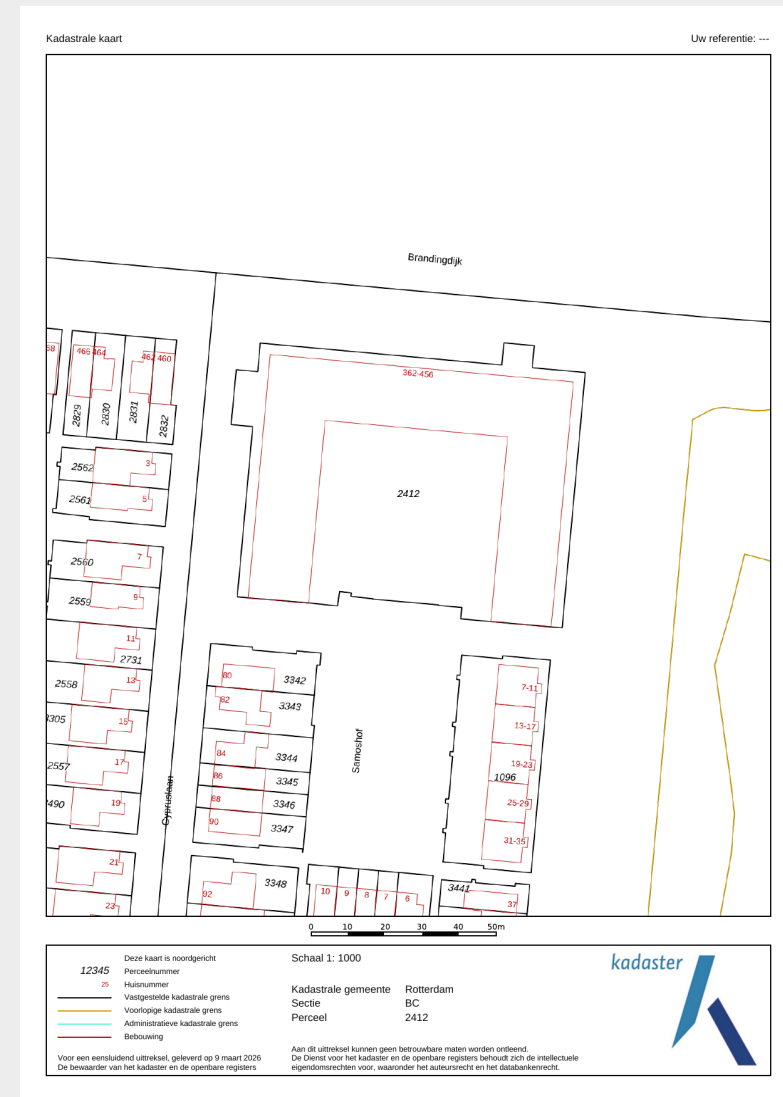 Kadastrale kaart
Uw referentie: ---
Brandingdijk
58
466
464
462
460
362-456
2829
2830
2831
2832
2562
3
2561
5
2412
2560
7
2559
9
11
2731
2558
13
3305
15
2557
17
3490
19
21
23
Cypruslaan
80
3342
82
3343
84
3344
86
3345
88
3346
90
3347
92
3348
Samoshof
7-11
13-17
19-23
1096
25-29
31-35
10
9
8
7
6
3441
37
0 10 20 30 40 50m
Deze kaart is noordgericht
12345 Perceelnummer
25 Huisnummer
Vastgestelde kadastrale grens
Voorlopige kadastrale grens
Administratieve kadastrale grens
Bebouwing
Voor een eensluidend uittreksel, geleverd op 9 maart 2026
De bewaarder van het kadaster en de openbare registers
Schaal 1: 1000
Kadastrale gemeente Rotterdam
Sectie BC
Perceel 2412
Aan dit uittreksel kunnen geen betrouwbare maten worden ontleend.
De Dienst voor het kadaster en de openbare registers behoudt zich de intellectuele
eigendomsrechten voor, waaronder het auteursrecht en het databankenrecht.
kadaster